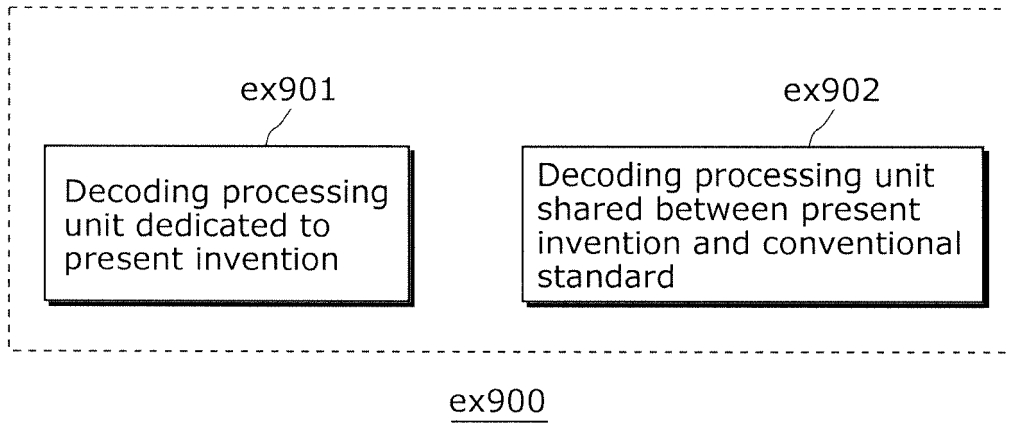 ex901
Decoding processing
unit dedicated to
present invention
ex902
Decoding processing unit
shared between present
invention and conventional
standard
ex900